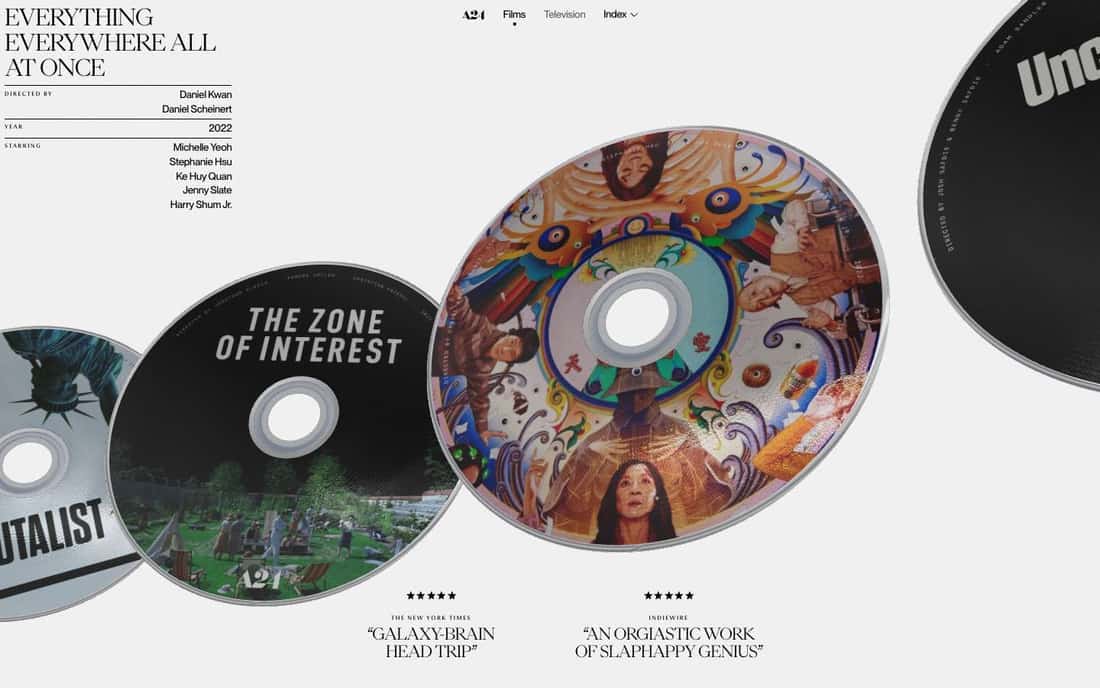 EVERYTHING
EVERYWHERE ALL
AT ONCE
DIRECTED BY
Daniel Kwan
Daniel Scheinert
YEAR
2022
STARRING
Michelle Yeoh
Stephanie Hsu
Ke Huy Quan
Jenny Slate
Harry Shum Jr.
A24
Films
Television
Index
ADAM SANDLER
DIRECTED BY JOSH SAFDIE & BENNY SAFDIE
Unc
THE ZONE
OF INTEREST
A24
天
UTALIST
THE NEW YORK TIMES
“GALAXY-BRAIN
HEAD TRIP”
INDIEWIRE
“AN ORGIASTIC WORK
OF SLAPHAPPY GENIUS”